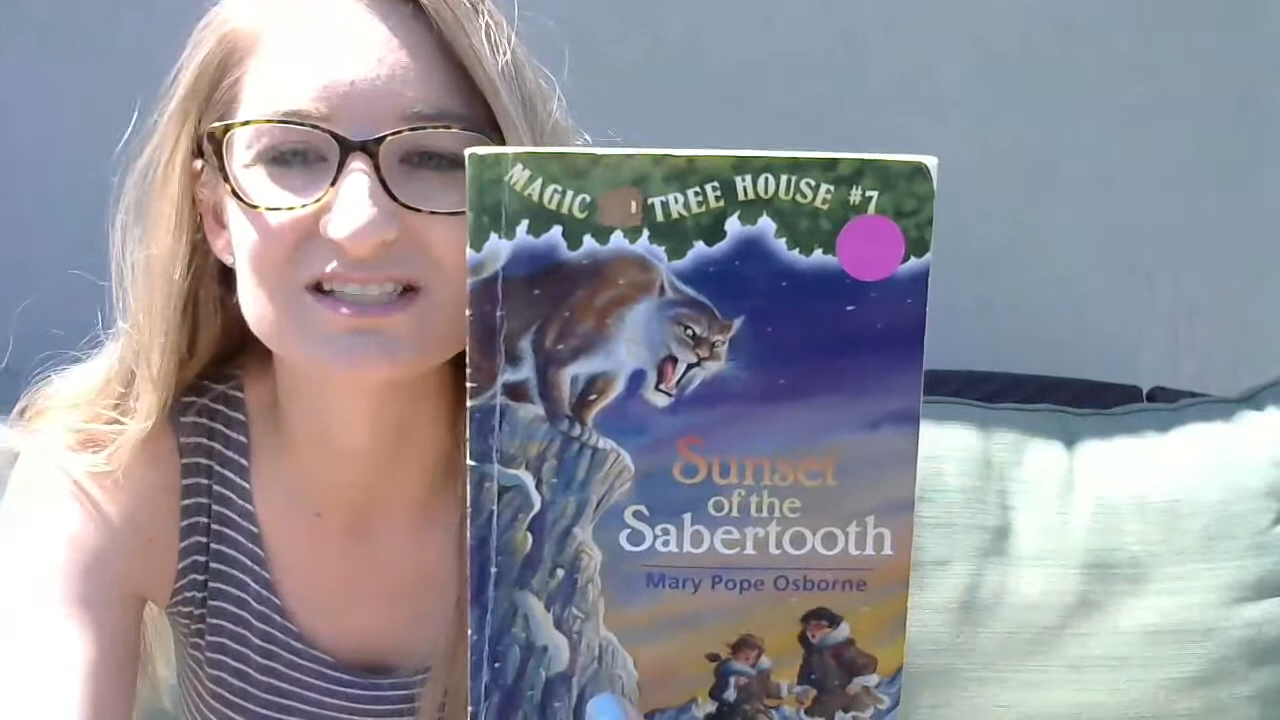 MAGIC TREE HOUSE #7
Sunset
of the
Sabertooth
Mary Pope Osborne